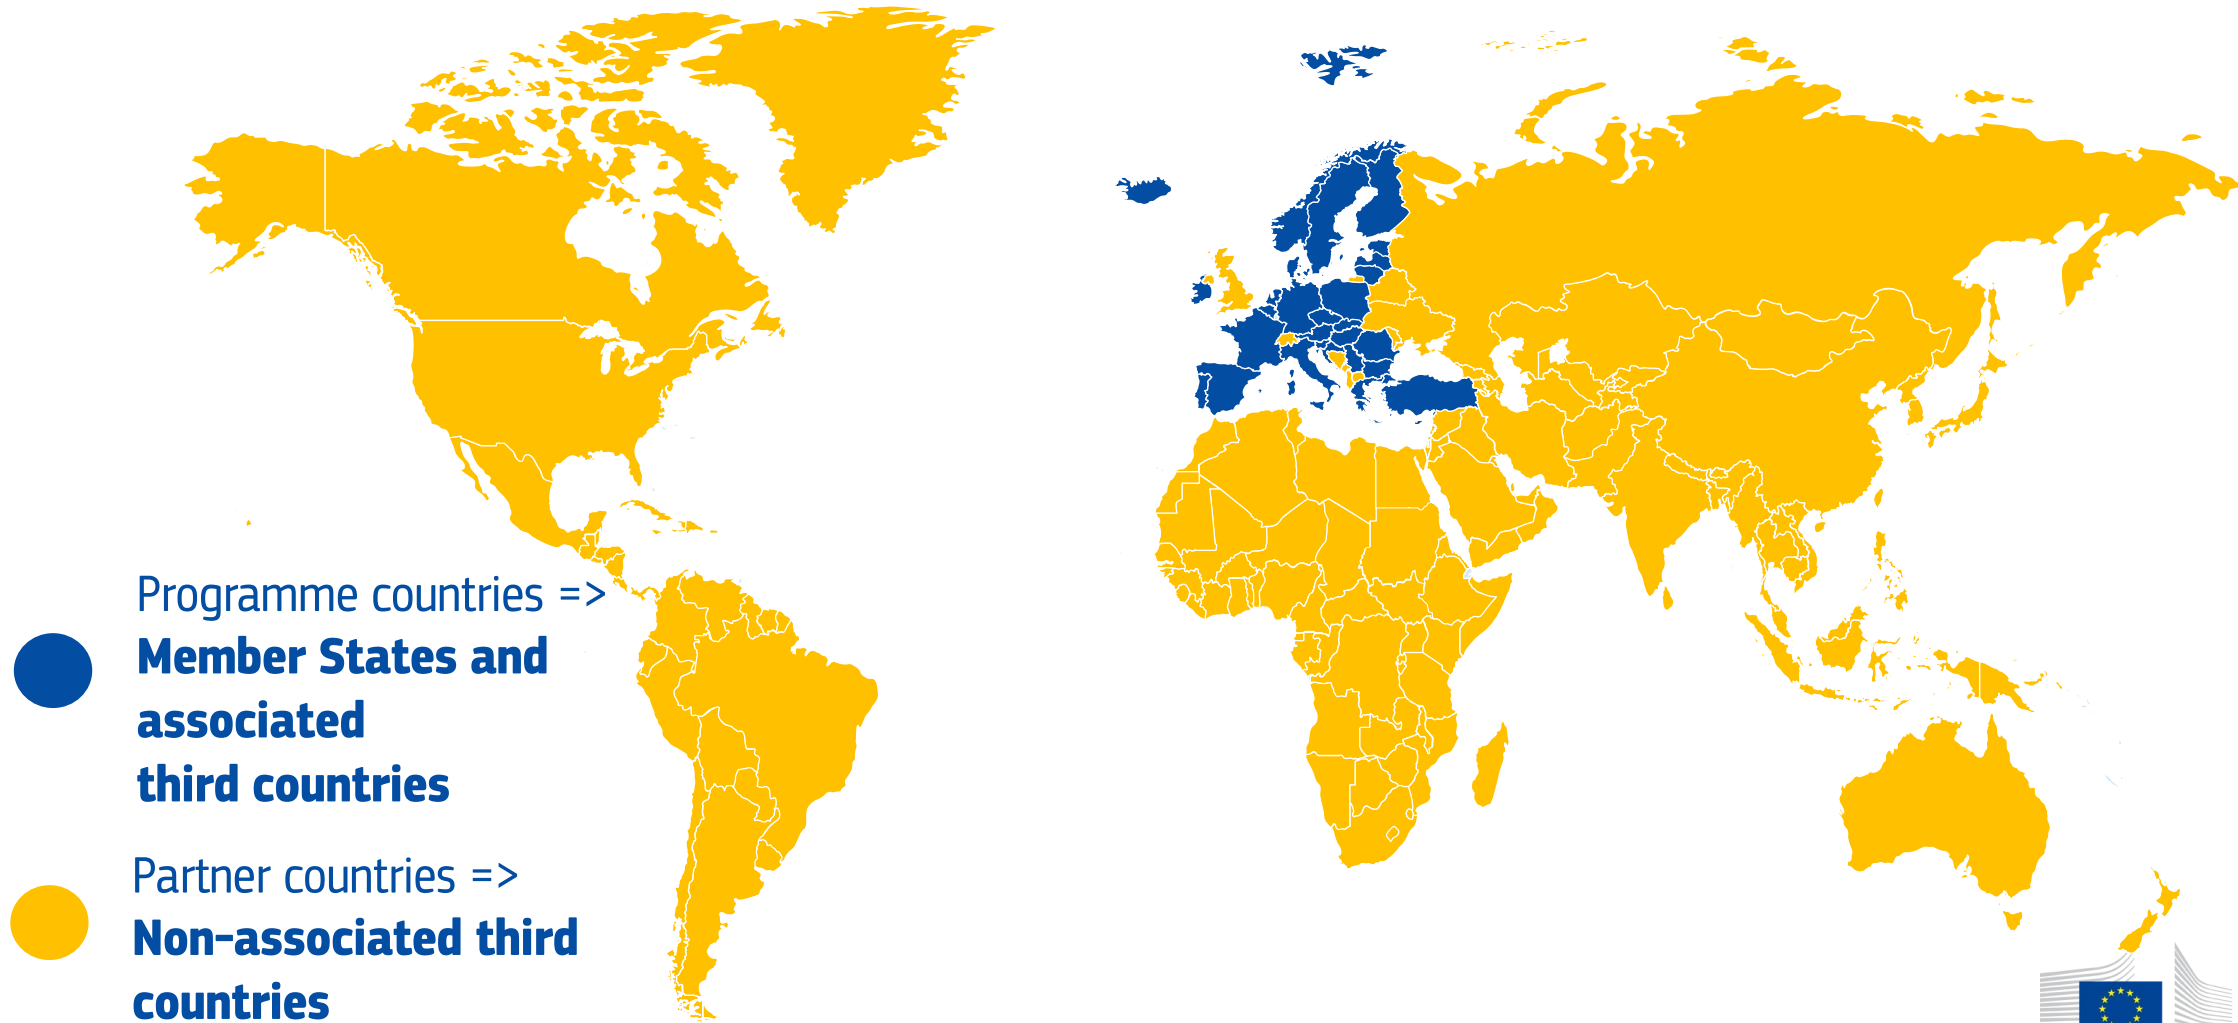 Programme countries =>
Member States and
associated
third countries
Partner countries =>
Non-associated third
countries